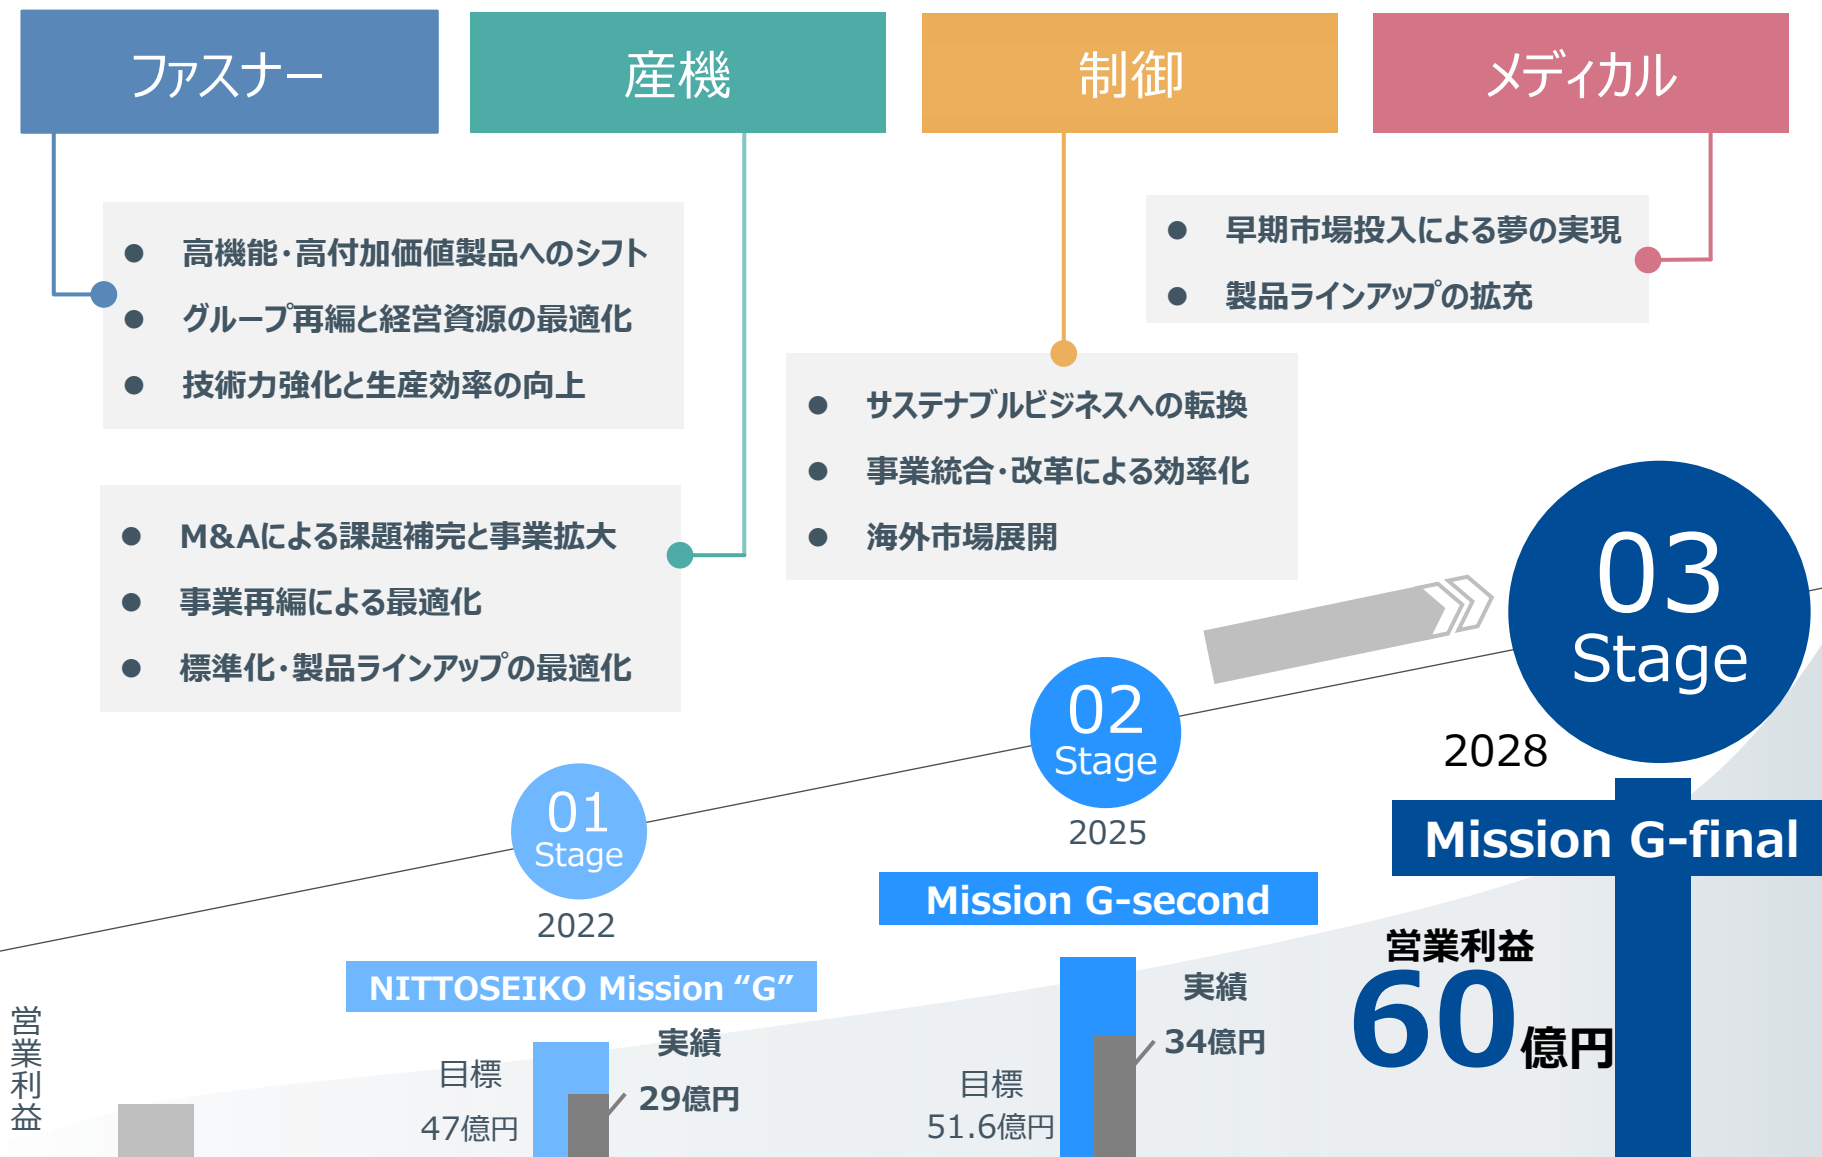 ファスナー
産機
制御
メディカル
● 高機能・高付加価値製品へのシフト
● グループ再編と経営資源の最適化
● 技術力強化と生産効率の向上
● M&Aによる課題補完と事業拡大
● 事業再編による最適化
● 標準化・製品ラインアップの最適化
● サステナブルビジネスへの転換
● 事業統合・改革による効率化
● 海外市場展開
● 早期市場投入による夢の実現
● 製品ラインアップの拡充
01
Stage
2022
NITTOSEIKO Mission “G”
目標
47億円
実績
29億円
02
Stage
2025
Mission G-second
目標
51.6億円
実績
34億円
03
Stage
2028
Mission G-final
営業利益
60億円
営業利益